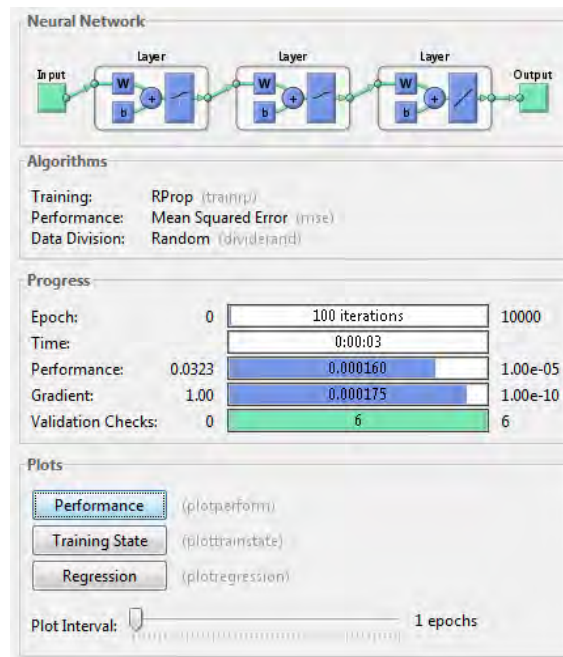 Neural Network
Layer Layer Layer
Input Output
W W W
+ + +
b b b
Algorithms
Training: RProp (trainrp)
Performance: Mean Squared Error (mse)
Data Division: Random (dividerand)
Progress
Epoch: 0 100 iterations 10000
Time: 0:00:03
Performance: 0.0323 0.000160 1.00e-05
Gradient: 1.00 0.000175 1.00e-10
Validation Checks: 0 6 6
Plots
Performance (plotperform)
Training State (plottrainstate)
Regression (plotregression)
Plot Interval: 1 epochs